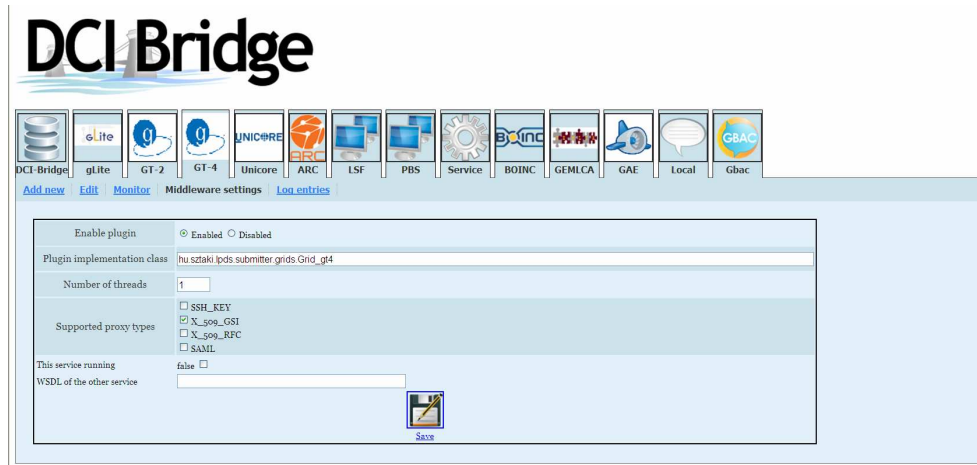 DCI Bridge
gLite
g
g
UNICORE
ARC
BOINC
GBAC
DCI-Bridge gLite GT-2 GT-4 Unicore ARC LSF PBS Service BOINC GEMLCA GAE Local Gbac
Add new Edit Monitor Middleware settings Log entries
Enable plugin Enabled Disabled
Plugin implementation class hu.sztaki.lpds.submitter.grids.Grid_gt4
Number of threads 1
Supported proxy types
SSH_KEY
X_509_GSI
X_509_RFC
SAML
This service running false
WSDL of the other service
Save